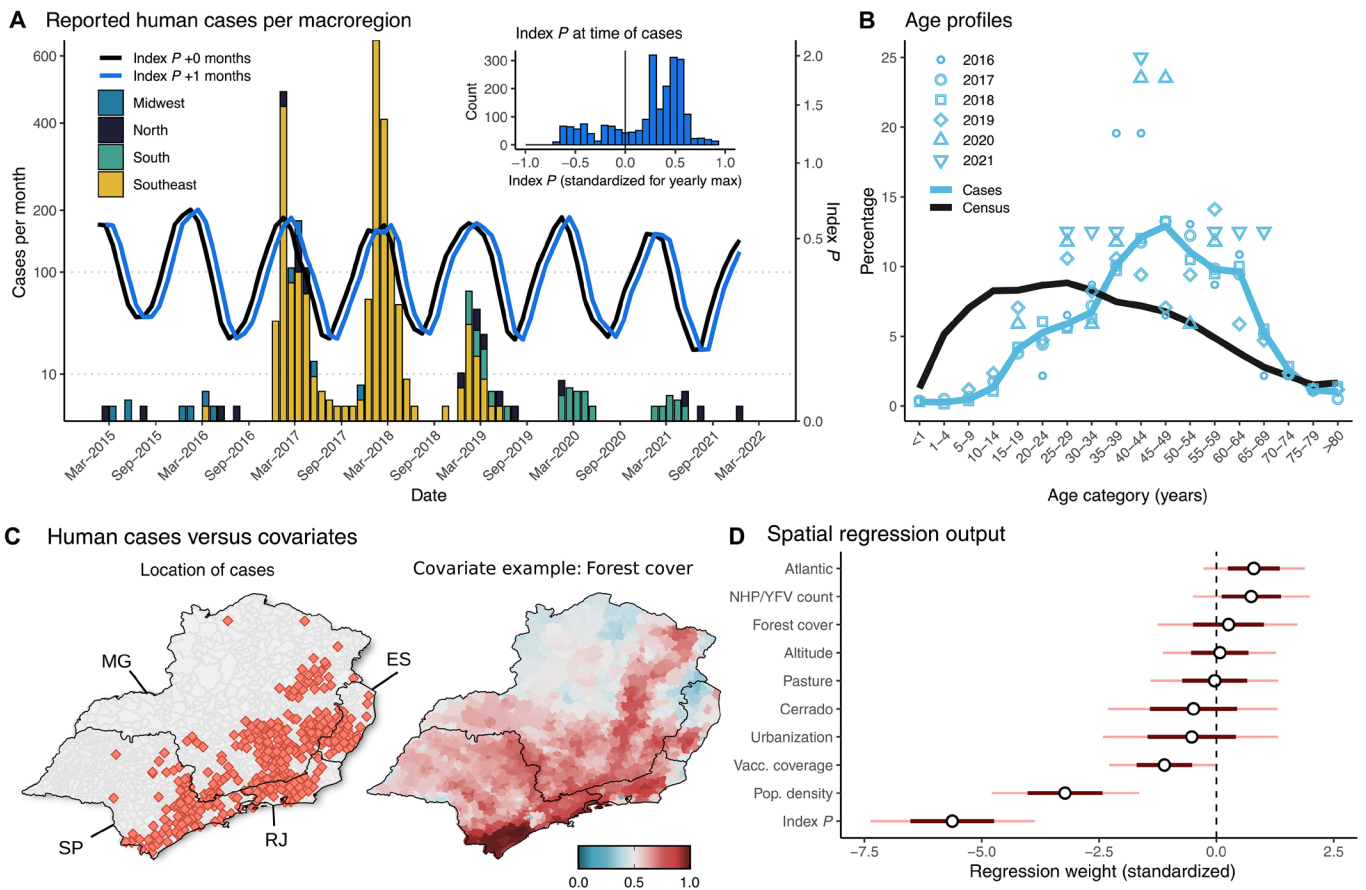 A Reported human cases per macroregion
600
400
200
100
10
Cases per month
Index P +0 months
Index P +1 months
Midwest
North
South
Southeast
Index P at time of cases
300
200
100
0
Count
−1.0 −0.5 0.0 0.5 1.0
Index P (standardized for yearly max)
2.0
1.5
1.0
0.5
0.0
Index P
Mar−2015 Sep−2015 Mar−2016 Sep−2016 Mar−2017 Sep−2017 Mar−2018 Sep−2018 Mar−2019 Sep−2019 Mar−2020 Sep−2020 Mar−2021 Sep−2021 Mar−2022
Date
B Age profiles
25
20
15
10
5
0
Percentage
2016
2017
2018
2019
2020
2021
Cases
Census
<1 1−4 5−9 10−14 15−19 20−24 25−29 30−34 35−39 40−44 45−49 50−54 55−59 60−64 65−69 70−74 75−79 >80
Age category (years)
C Human cases versus covariates
Location of cases
MG
ES
SP
RJ
Covariate example: Forest cover
0.0 0.5 1.0
D Spatial regression output
Atlantic
NHP/YFV count
Forest cover
Altitude
Pasture
Cerrado
Urbanization
Vacc. coverage
Pop. density
Index P
−7.5 −5.0 −2.5 0.0 2.5
Regression weight (standardized)